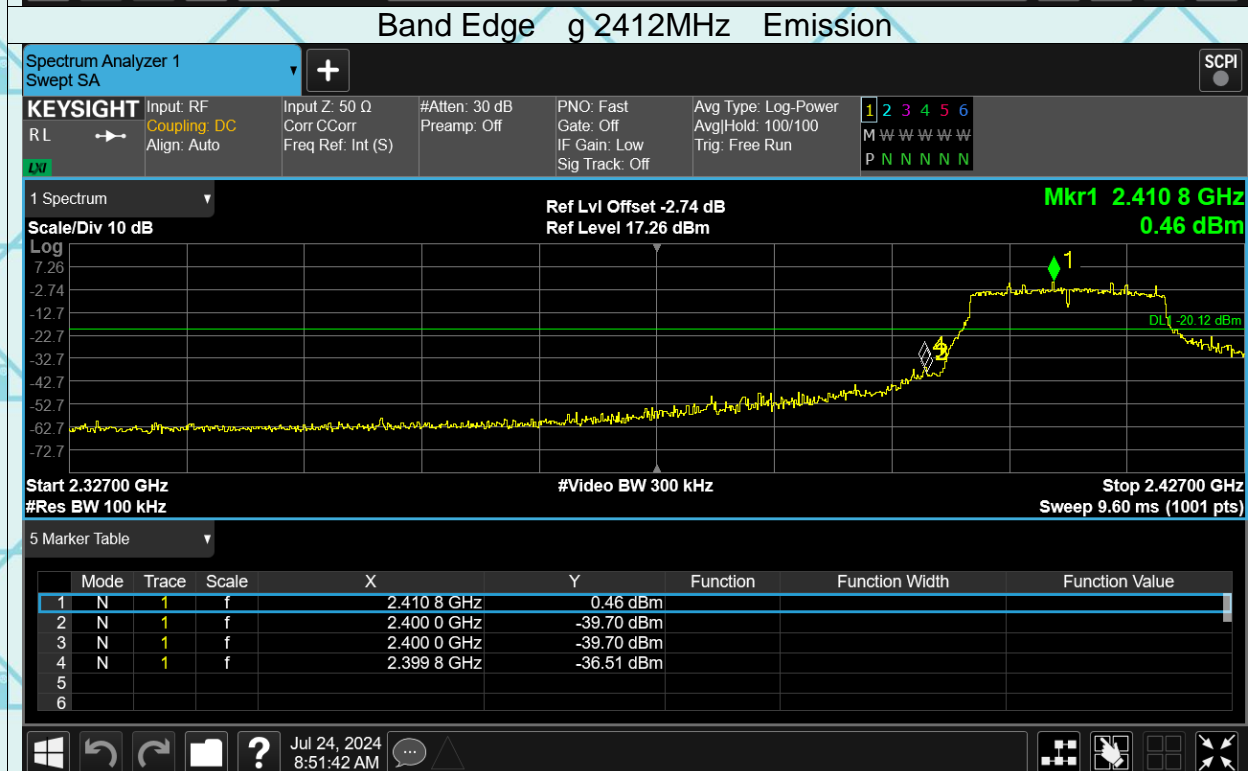 Band Edge g 2412MHz Emission
Spectrum Analyzer 1
Swept SA
SCPI
KEYSIGHT
R L
LXI
Input: RF
Coupling: DC
Align: Auto
Input Z: 50 Ω
Corr CCorr
Freq Ref: Int (S)
#Atten: 30 dB
Preamp: Off
PNO: Fast
Gate: Off
IF Gain: Low
Sig Track: Off
Avg Type: Log-Power
Avg|Hold: 100/100
Trig: Free Run
1 2 3 4 5 6
M W W W W W
P N N N N N
1 Spectrum
Scale/Div 10 dB
Ref Lvl Offset -2.74 dB
Ref Level 17.26 dBm
Mkr1 2.410 8 GHz
0.46 dBm
Log
7.26
-2.74
-12.7
-22.7
-32.7
-42.7
-52.7
-62.7
-72.7
1
DL1 -20.12 dBm
Start 2.32700 GHz
#Video BW 300 kHz
Stop 2.42700 GHz
#Res BW 100 kHz
Sweep 9.60 ms (1001 pts)
5 Marker Table
Mode Trace Scale X Y Function Function Width Function Value
1 N 1 f 2.410 8 GHz 0.46 dBm
2 N 1 f 2.400 0 GHz -39.70 dBm
3 N 1 f 2.400 0 GHz -39.70 dBm
4 N 1 f 2.399 8 GHz -36.51 dBm
5
6
Jul 24, 2024
8:51:42 AM